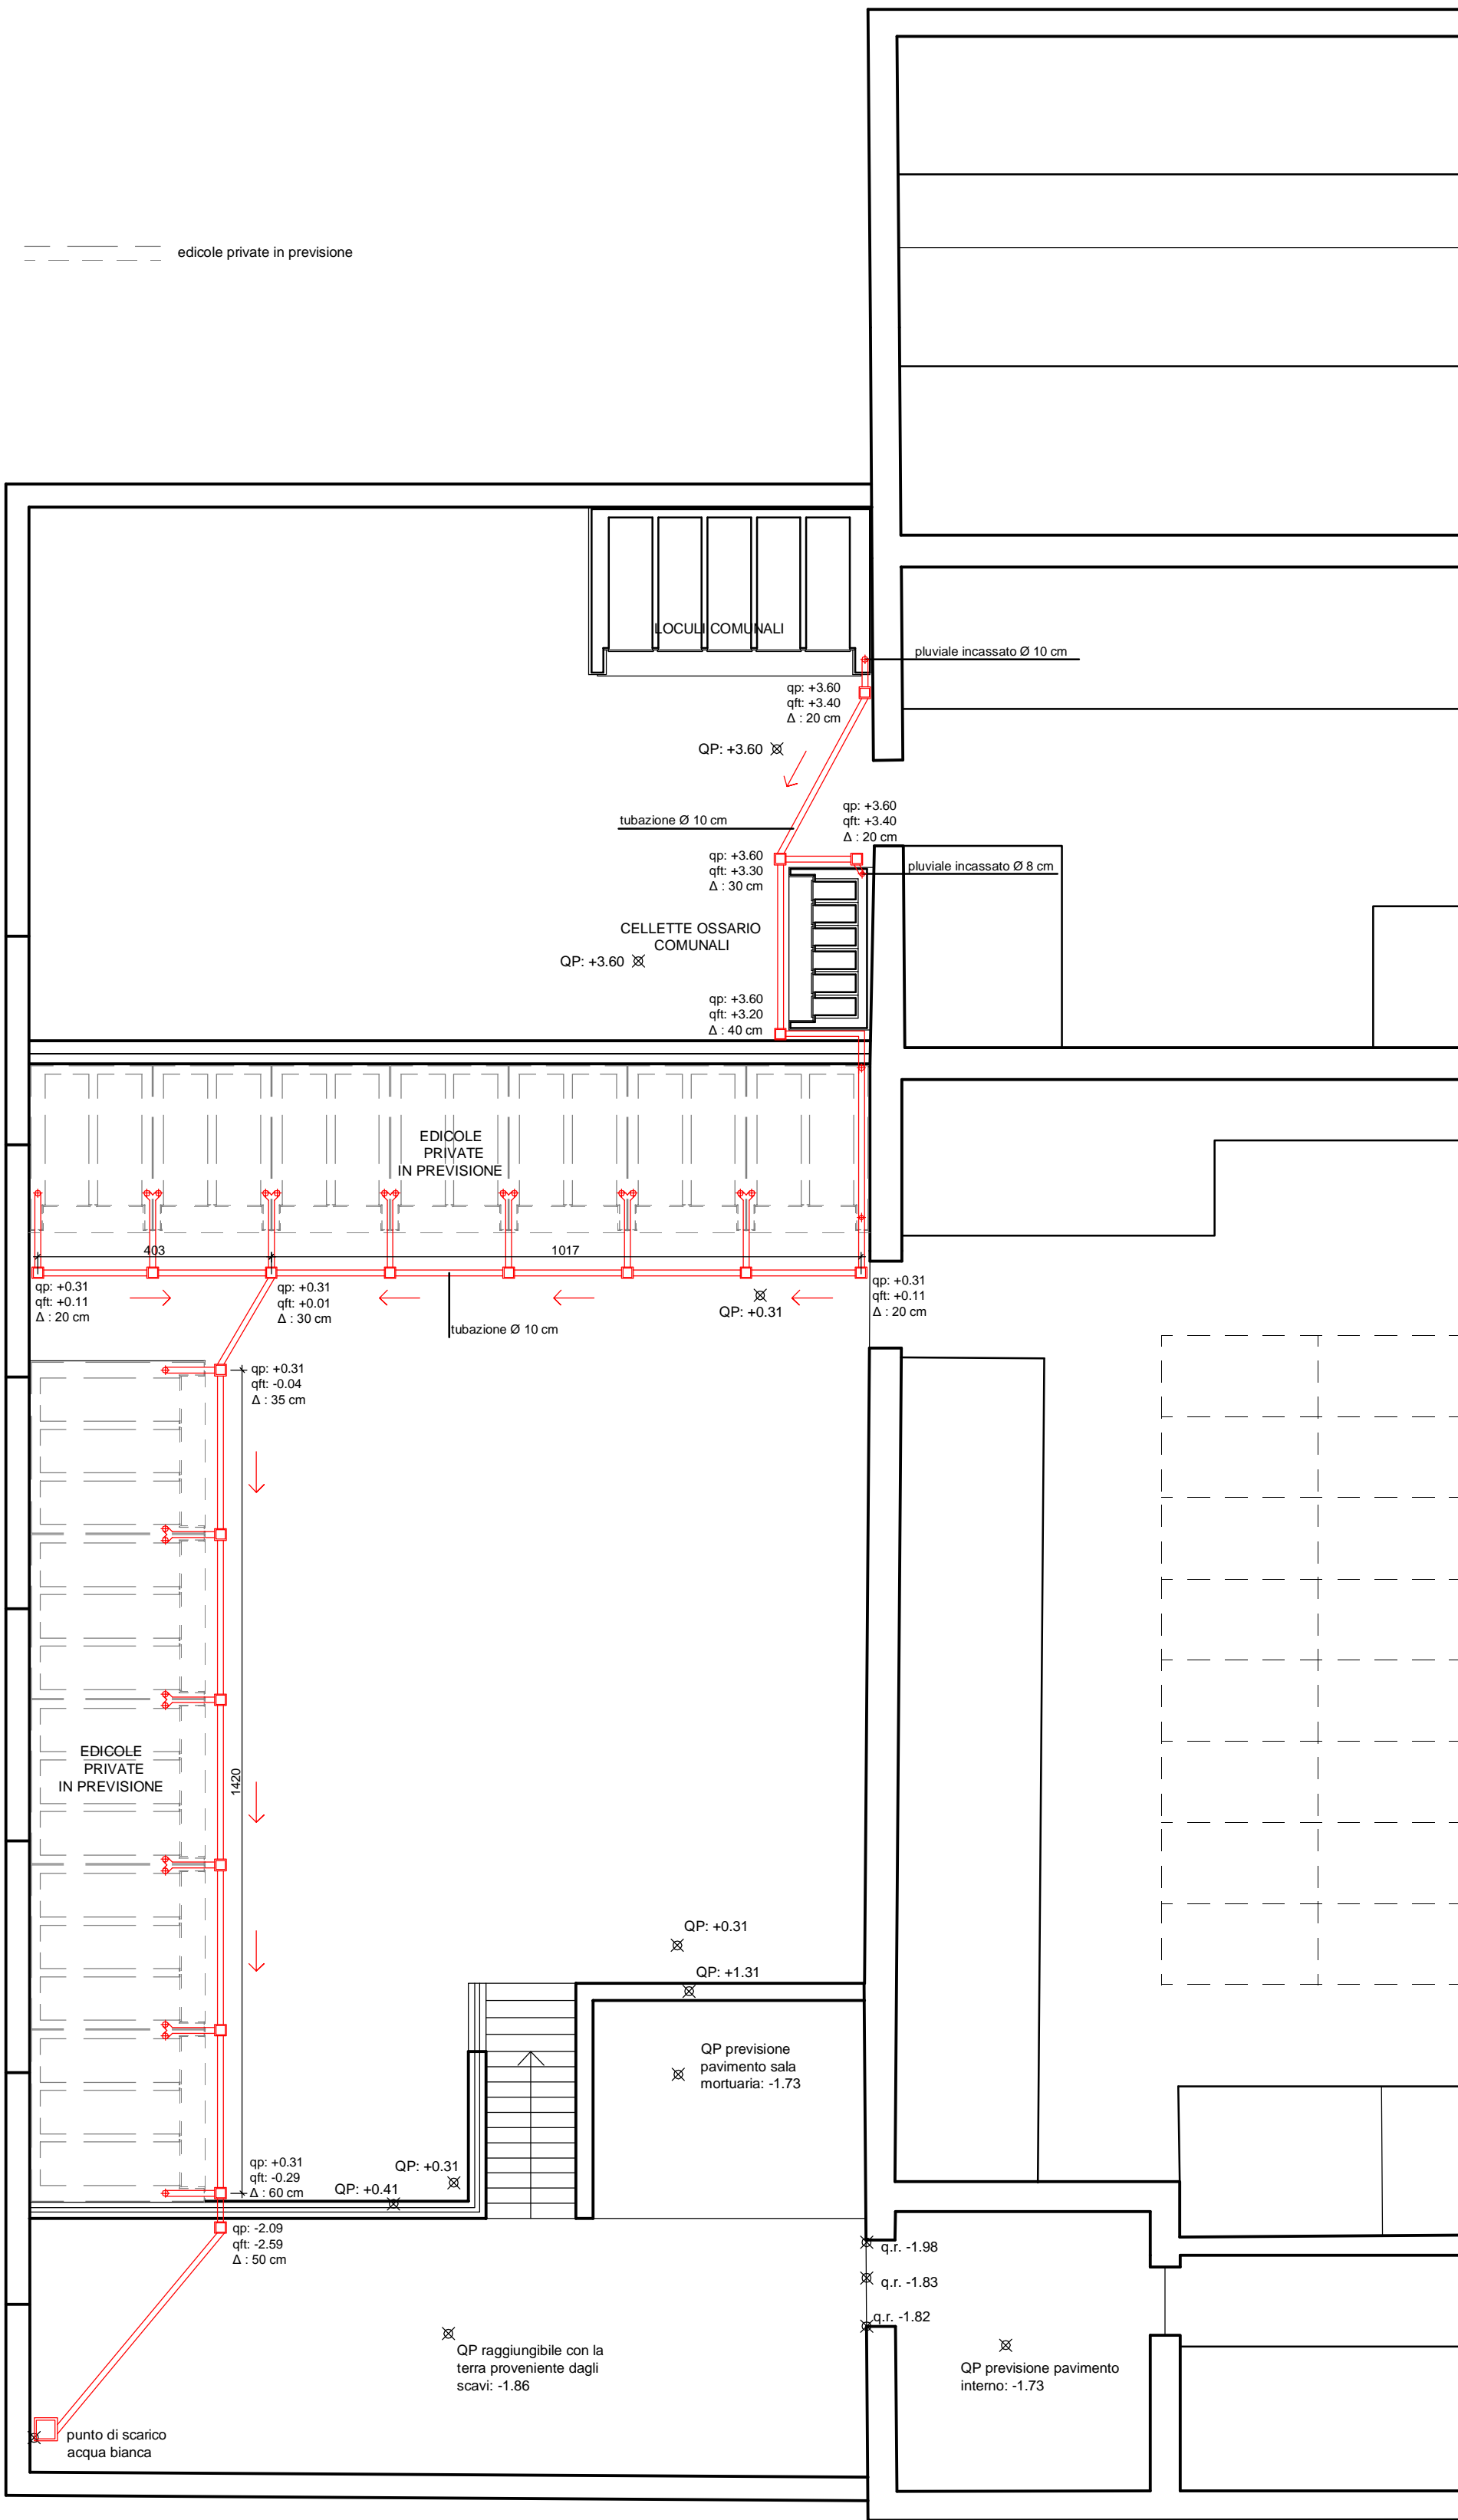 edicole private in previsione
LOCULI COMUNALI
pluviale incassato Ø 10 cm
qp: +3.60
qft: +3.40
Δ : 20 cm
QP: +3.60
qp: +3.60
qft: +3.40
Δ : 20 cm
tubazione Ø 10 cm
qp: +3.60
qft: +3.30
Δ : 30 cm
pluviale incassato Ø 8 cm
CELLETTE OSSARIO
COMUNALI
QP: +3.60
qp: +3.60
qft: +3.20
Δ : 40 cm
EDICOLE
PRIVATE
IN PREVISIONE
403
1017
qp: +0.31
qft: +0.11
Δ : 20 cm
qp: +0.31
qft: +0.01
Δ : 30 cm
tubazione Ø 10 cm
QP: +0.31
qp: +0.31
qft: +0.11
Δ : 20 cm
qp: +0.31
qft: -0.04
Δ : 35 cm
EDICOLE
PRIVATE
IN PREVISIONE
1420
QP: +0.31
QP: +1.31
QP previsione
pavimento sala
mortuaria: -1.73
qp: +0.31
qft: -0.29
Δ : 60 cm
QP: +0.31
QP: +0.41
qp: -2.09
qft: -2.59
Δ : 50 cm
q.r. -1.98
q.r. -1.83
q.r. -1.82
QP raggiungibile con la
terra proveniente dagli
scavi: -1.86
QP previsione pavimento
interno: -1.73
punto di scarico
acqua bianca